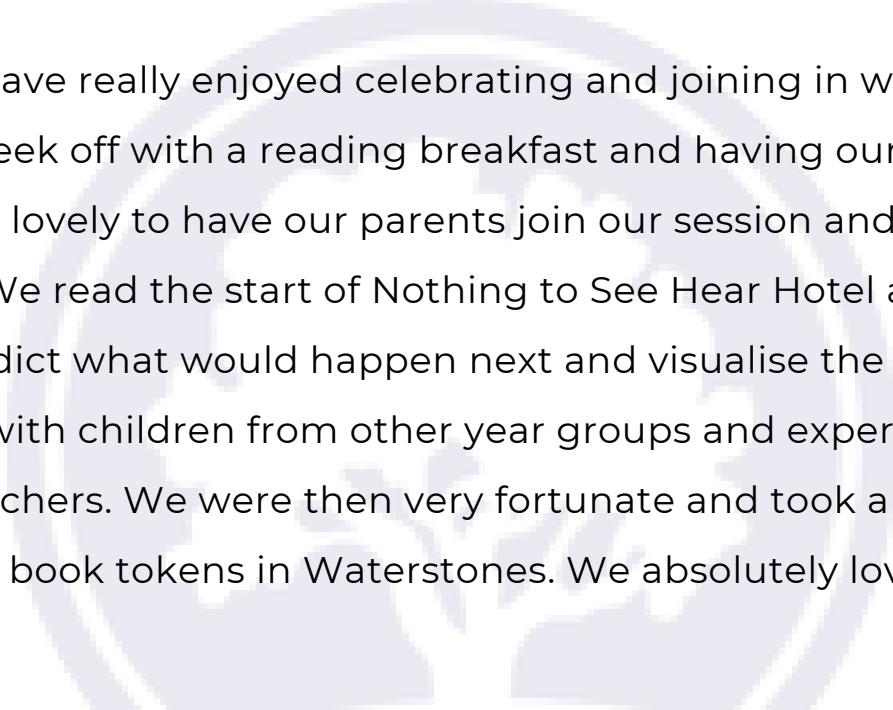 ave really enjoyed celebrating and joining in w
eek off with a reading breakfast and having our
lovely to have our parents join our session and
We read the start of Nothing to See Hear Hotel a
dict what would happen next and visualise the
with children from other year groups and exper
chers. We were then very fortunate and took a
book tokens in Waterstones. We absolutely lov